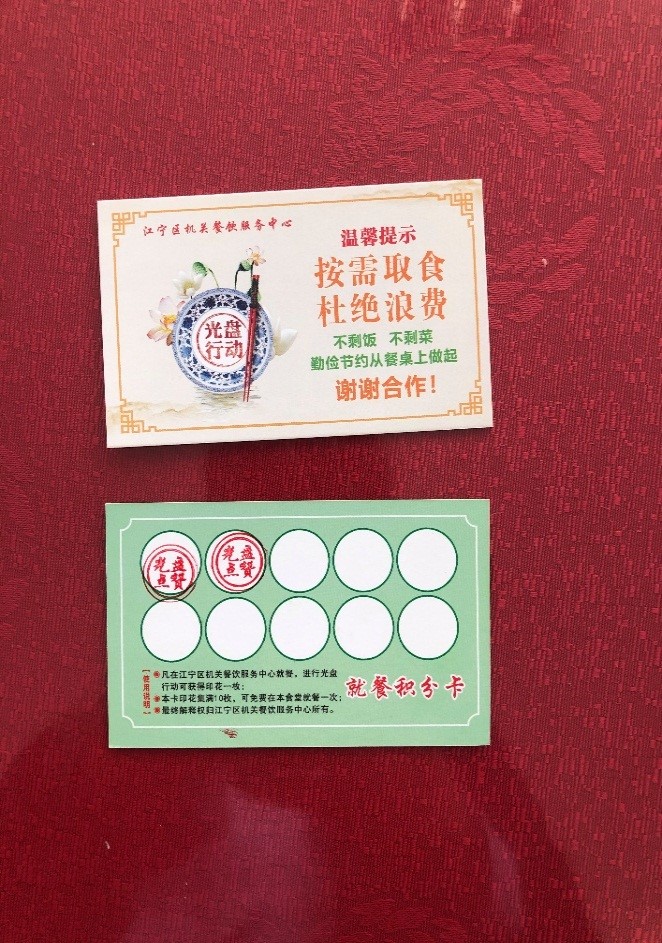 江宁区机关餐饮服务中心
光盘
行动
温馨提示
按需取食
杜绝浪费
不剩饭 不剩菜
勤俭节约从餐桌上做起
谢谢合作！
光盘
点赞
光盘
点赞
【使用说明】
凡在江宁区机关餐饮服务中心就餐，进行光盘
行动可获得印花一枚；
本卡印花集满10枚，可免费在本食堂就餐一次；
最终解释权归江宁区机关餐饮服务中心所有。
就餐积分卡